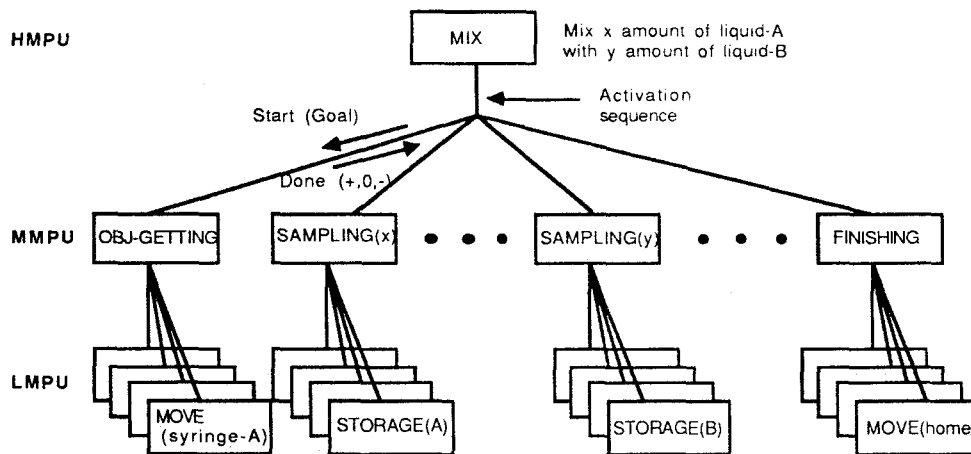 HMPU
MIX
Mix x amount of liquid-A
with y amount of liquid-B
Activation
sequence
Start (Goal)
Done (+,0,-)
MMPU
OBJ-GETTING
SAMPLING(x)
SAMPLING(y)
FINISHING
LMPU
MOVE
(syringe-A)
STORAGE(A)
STORAGE(B)
MOVE(home